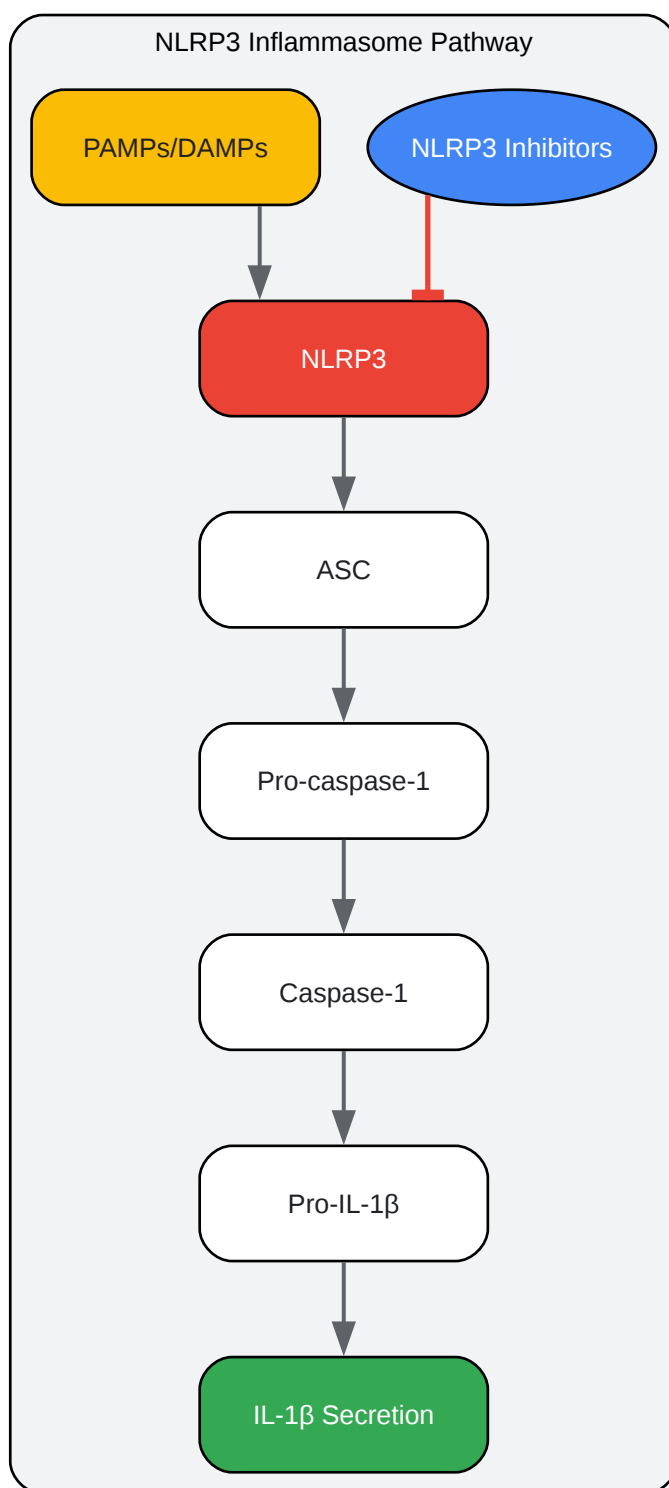 NLRP3 Inflammasome Pathway
PAMPs/DAMPs
NLRP3 Inhibitors
NLRP3
ASC
Pro-caspase-1
Caspase-1
Pro-IL-1β
IL-1β Secretion